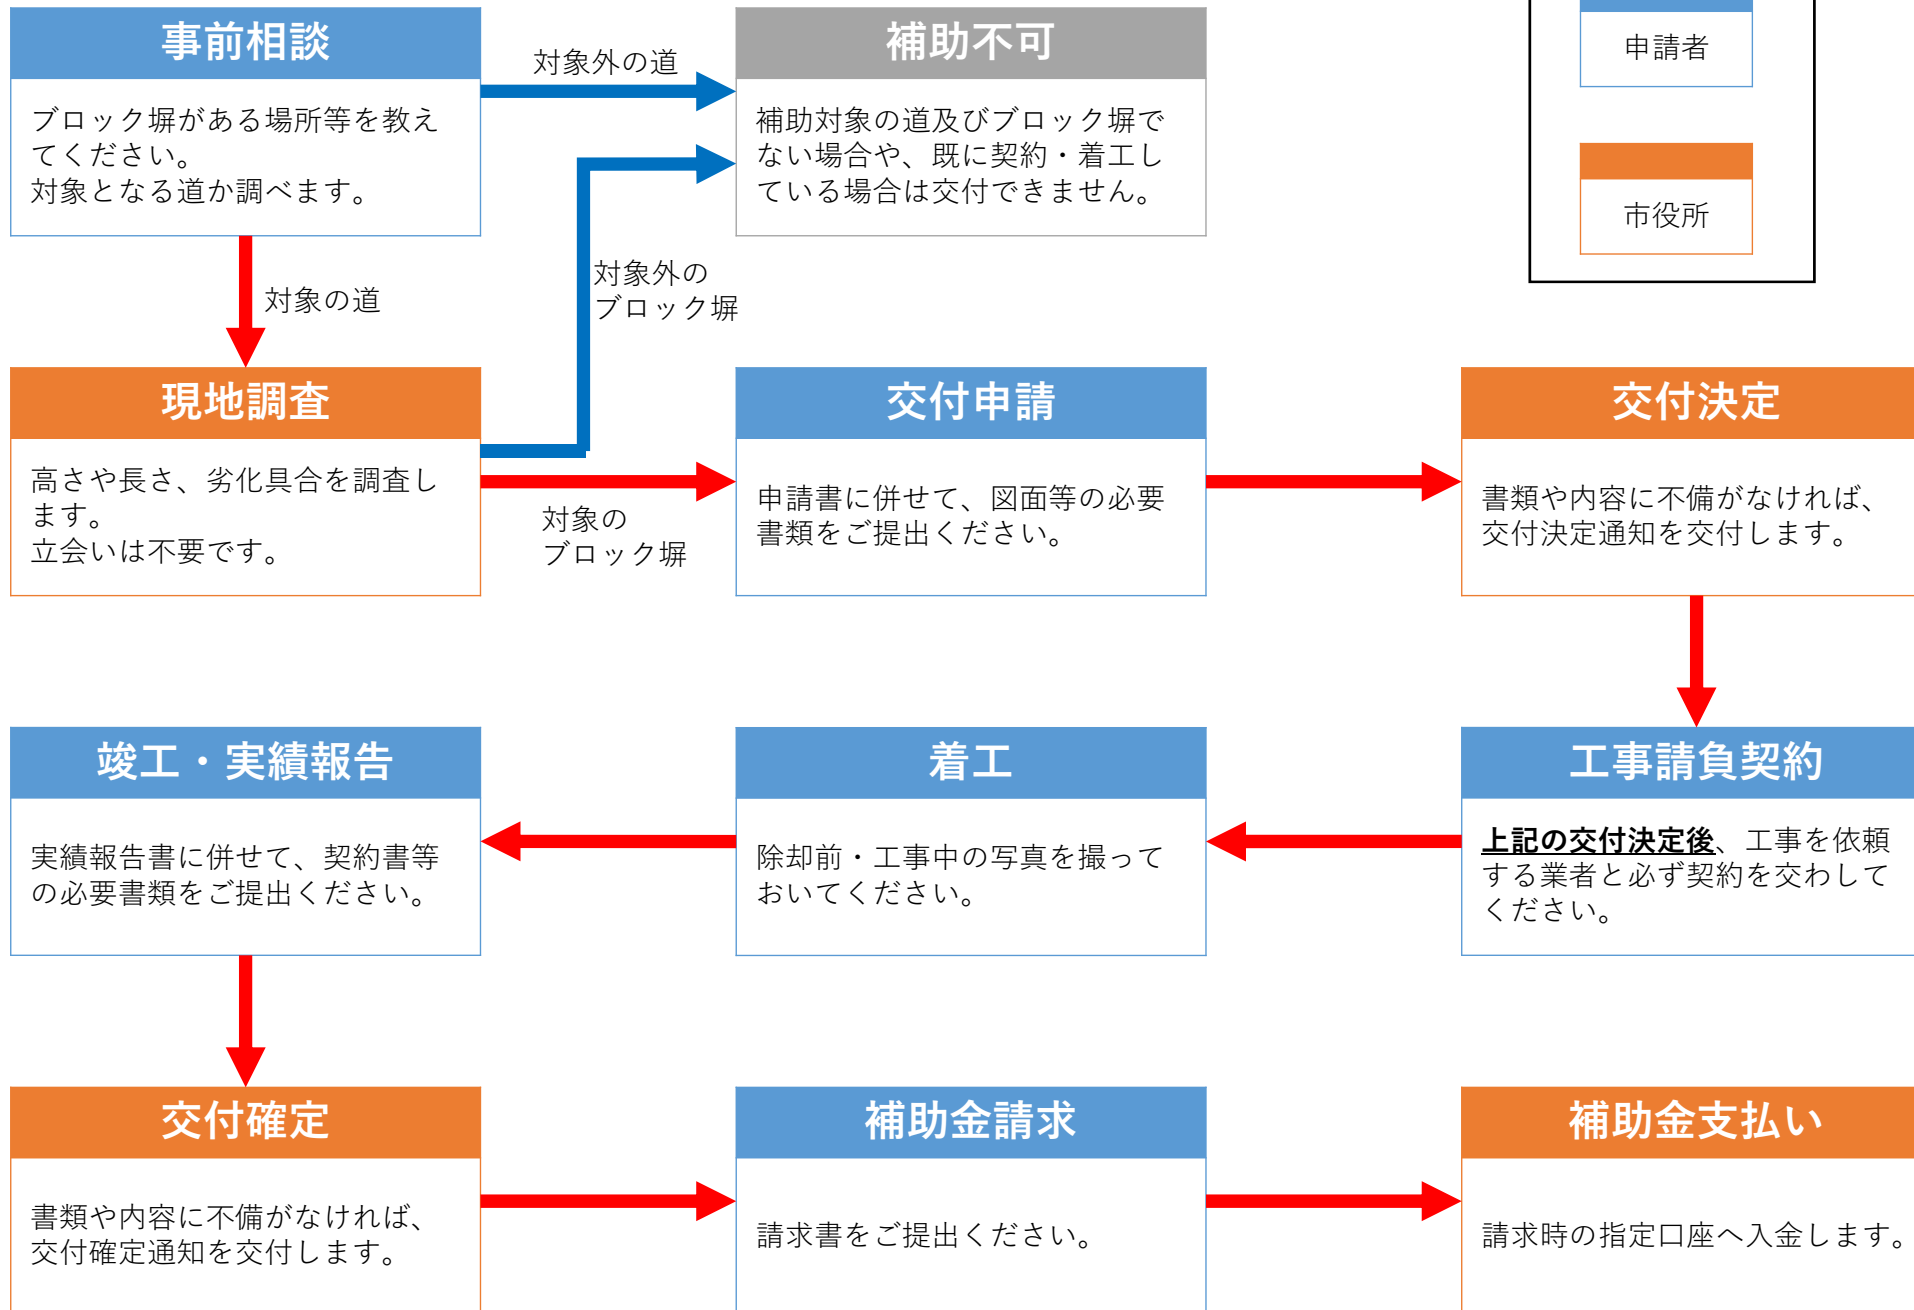 事前相談
ブロック塀がある場所等を教え
てください。
対象となる道か調べます。
対象外の道
補助不可
補助対象の道及びブロック塀で
ない場合や、既に契約・着工し
ている場合は交付できません。
申請者
市役所
対象の道
対象外の
ブロック塀
現地調査
高さや長さ、劣化具合を調査し
ます。
立会いは不要です。
対象の
ブロック塀
交付申請
申請書に併せて、図面等の必要
書類をご提出ください。
交付決定
書類や内容に不備がなければ、
交付決定通知を交付します。
工事請負契約
上記の交付決定後、工事を依頼
する業者と必ず契約を交わして
ください。
着工
除却前・工事中の写真を撮って
おいてください。
竣工・実績報告
実績報告書に併せて、契約書等
の必要書類をご提出ください。
交付確定
書類や内容に不備がなければ、
交付確定通知を交付します。
補助金請求
請求書をご提出ください。
補助金支払い
請求時の指定口座へ入金します。